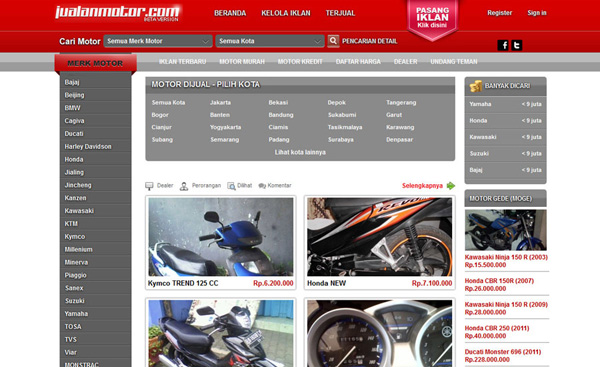 jualanmotor.com
BETA VERSION
BERANDA
KELOLA IKLAN
TERJUAL
PASANG
IKLAN
Klik disini
Register
Sign in
Cari Motor
Semua Merk Motor
Semua Kota
PENCARIAN DETAIL
MERK MOTOR
IKLAN TERBARU
MOTOR MURAH
MOTOR KREDIT
DAFTAR HARGA
DEALER
UNDANG TEMAN
Bajaj
Beijing
BMW
Cagiva
Ducati
Harley Davidson
Honda
Jialing
Jincheng
Kanzen
Kawasaki
KTM
Kymco
Millenium
Minerva
Piaggio
Sanex
Suzuki
Yamaha
TOSA
TVS
Viar
MONSTRAC
MOTOR DIJUAL - PILIH KOTA
Semua Kota Jakarta Bekasi Depok Tangerang
Bogor Banten Bandung Sukabumi Garut
Cianjur Yogyakarta Ciamis Tasikmalaya Karawang
Subang Semarang Padang Surabaya Denpasar
Lihat kota lainnya
Dealer
Perorangan
Dilihat
Komentar
Selengkapnya
Kymco TREND 125 CC Rp.6.200.000
Honda NEW Rp.7.100.000
BANYAK DICARI
Yamaha < 9 juta
Honda < 9 juta
Kawasaki < 9 juta
Suzuki < 9 juta
Bajaj < 9 juta
MOTOR GEDE (MOGE)
Kawasaki Ninja 150 R (2003)
Rp.15.500.000
Honda CBR 150R (2007)
Rp.26.000.000
Kawasaki Ninja 150 R (2009)
Rp.28.000.000
Honda CBR 250 (2011)
Rp.40.000.000
Ducati Monster 696 (2011)
Rp.228.000.000